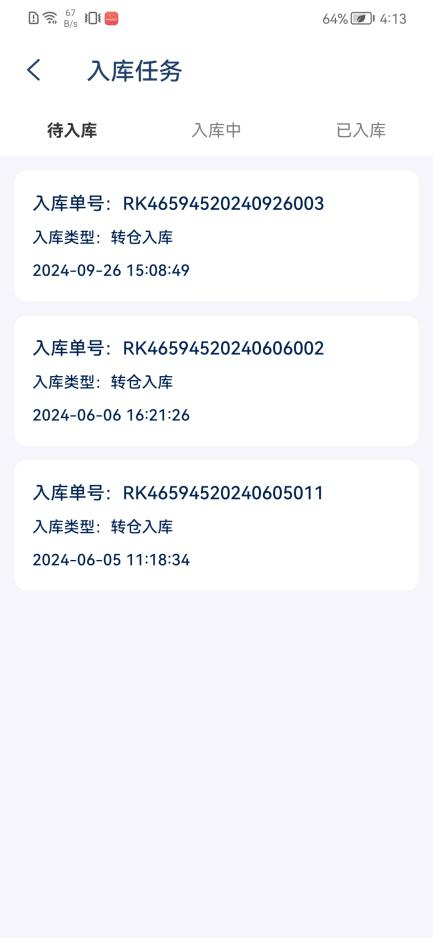 67
B/s
64% 4:13
入库任务
待入库 入库中 已入库
入库单号：RK46594520240926003
入库类型：转仓入库
2024-09-26 15:08:49
入库单号：RK46594520240606002
入库类型：转仓入库
2024-06-06 16:21:26
入库单号：RK46594520240605011
入库类型：转仓入库
2024-06-05 11:18:34